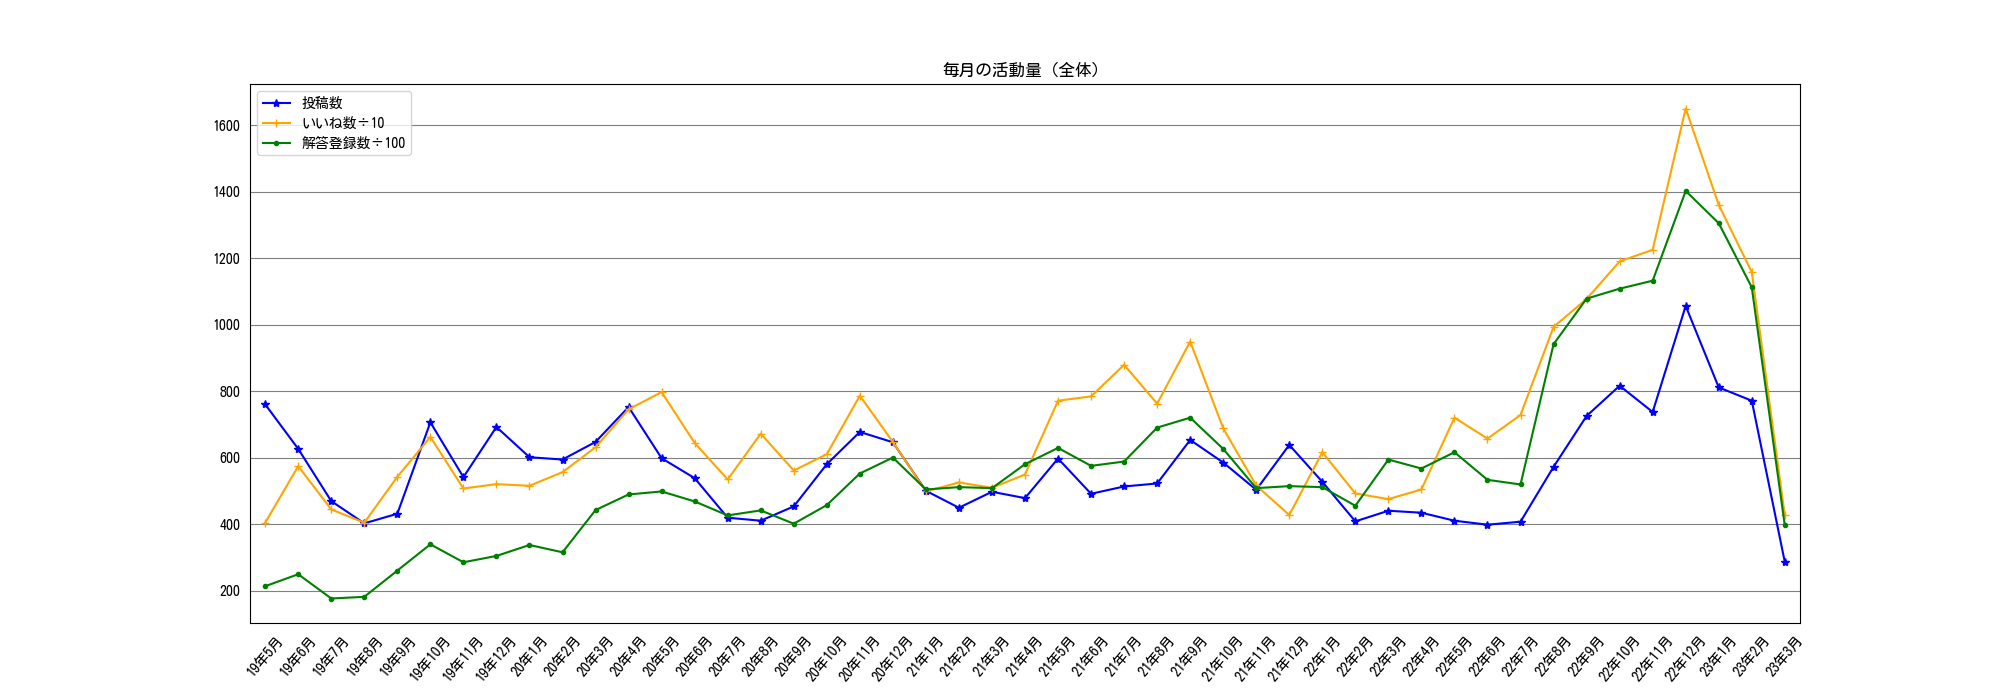 毎月の活動量（全体）
投稿数
いいね数÷10
解答登録数÷100
1600
1400
1200
1000
800
600
400
200
19年5月
19年6月
19年7月
19年8月
19年9月
19年10月
19年11月
19年12月
20年1月
20年2月
20年3月
20年4月
20年5月
20年6月
20年7月
20年8月
20年9月
20年10月
20年11月
20年12月
21年1月
21年2月
21年3月
21年4月
21年5月
21年6月
21年7月
21年8月
21年9月
21年10月
21年11月
21年12月
22年1月
22年2月
22年3月
22年4月
22年5月
22年6月
22年7月
22年8月
22年9月
22年10月
22年11月
22年12月
23年1月
23年2月
23年3月